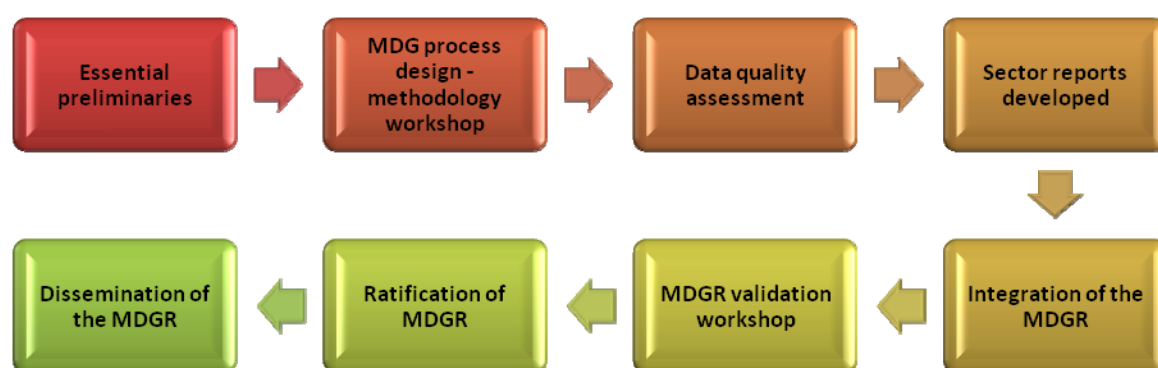 Essential
preliminaries
MDG process
design -
methodology
workshop
Data quality
assessment
Sector reports
developed
Integration of the
MDGR
MDGR validation
workshop
Ratification of
MDGR
Dissemination of
the MDGR